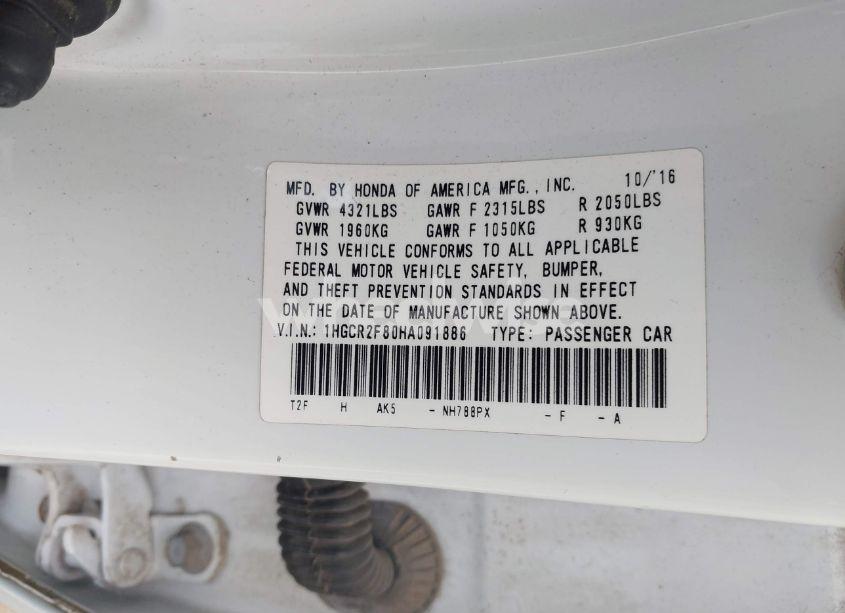 MFD. BY HONDA OF AMERICA MFG., INC. 10/'16
GVWR 4321LBS GAWR F 2315LBS R 2050LBS
GVWR 1960KG GAWR F 1050KG R 930KG
THIS VEHICLE CONFORMS TO ALL APPLICABLE
FEDERAL MOTOR VEHICLE SAFETY, BUMPER,
AND THEFT PREVENTION STANDARDS IN EFFECT
ON THE DATE OF MANUFACTURE SHOWN ABOVE.
V.I.N.: 1HGCR2F80HA091886 TYPE: PASSENGER CAR
T2F H AK5 - NH788PX - F - A